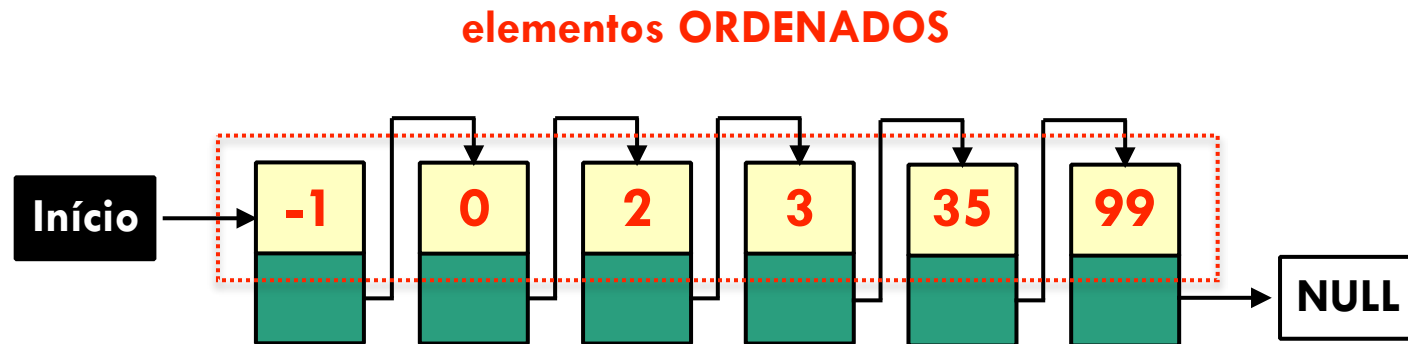 elementos ORDENADOS
Início -1 0 2 3 35 99 NULL